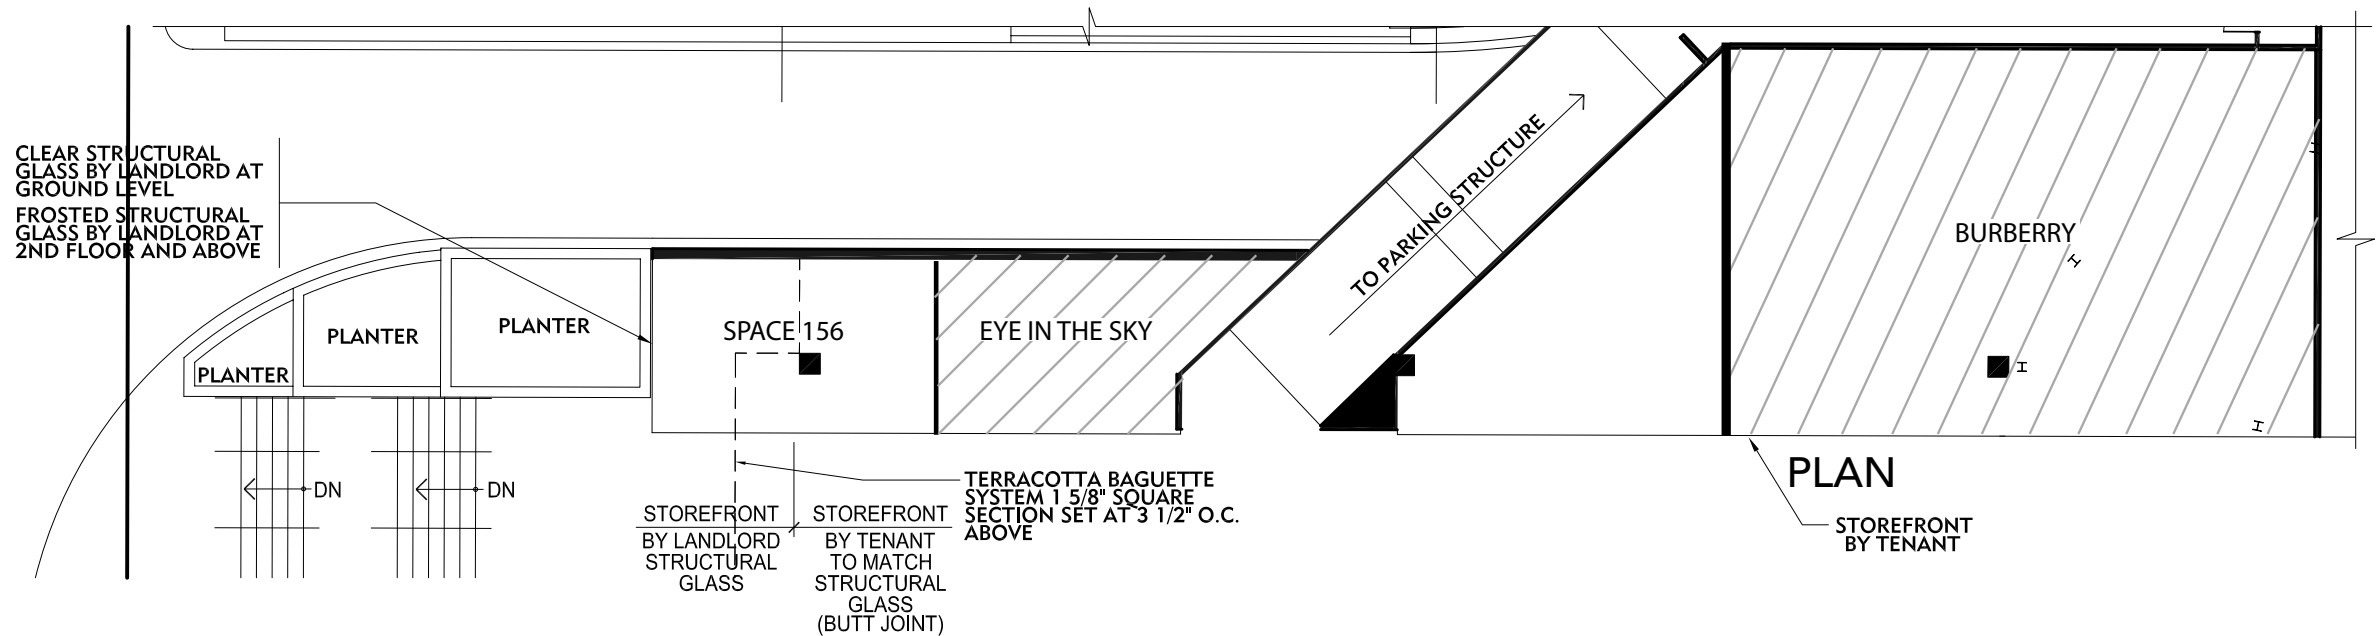 CLEAR STRUCTURAL
GLASS BY LANDLORD AT
GROUND LEVEL
FROSTED STRUCTURAL
GLASS BY LANDLORD AT
2ND FLOOR AND ABOVE
PLANTER
PLANTER
PLANTER
SPACE 156
EYE IN THE SKY
TO PARKING STRUCTURE
BURBERRY
DN
DN
STOREFRONT
BY LANDLORD
STRUCTURAL
GLASS
STOREFRONT
BY TENANT
TO MATCH
STRUCTURAL
GLASS
(BUTT JOINT)
TERRACOTTA BAGUETTE
SYSTEM 1 5/8" SQUARE
SECTION SET AT 3 1/2" O.C.
ABOVE
PLAN
STOREFRONT
BY TENANT